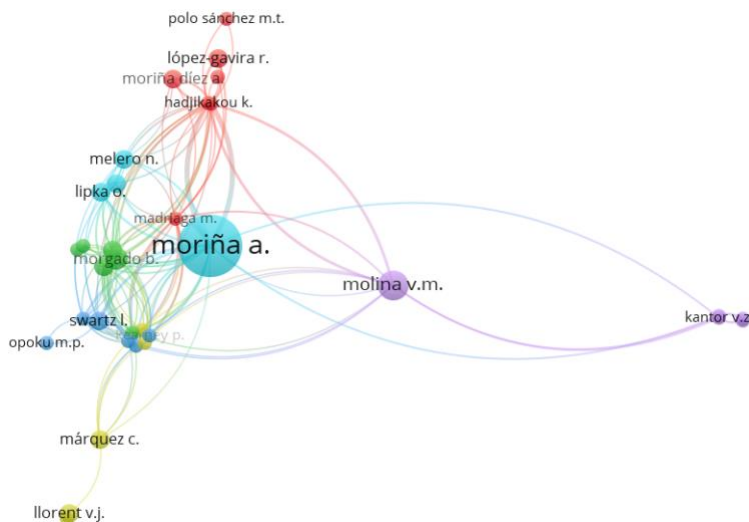 polo sánchez m.t.
lópez-gavira r.
moriña díez a.
hadjikakou k.
melero n.
lipka o.
madriaga m.
moriña a.
morgado b.
molina v.m.
kantor v.z
swartz l.
opoku m.p.
márquez c.
llorent v.j.